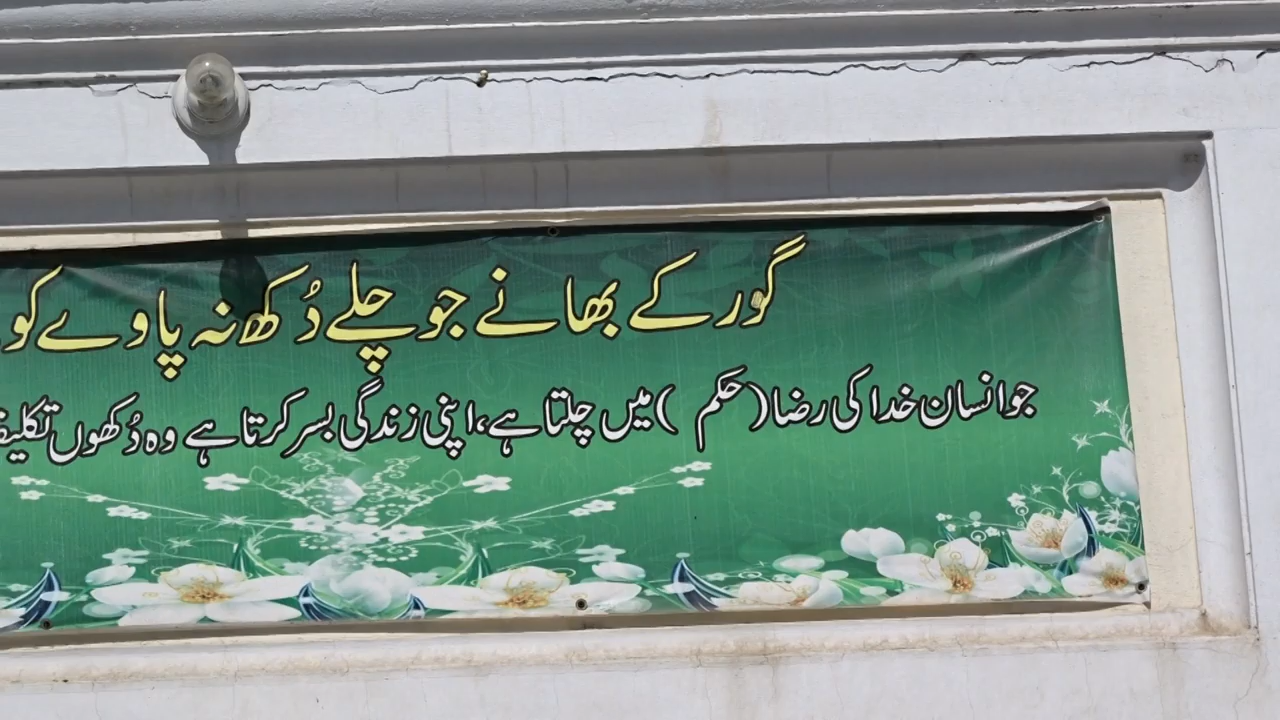 گور کے بھانے جو چلے دُکھ نہ پاوے کو
جو انسان خدا کی رضا (حکم ) میں چلتا ہے، اپنی زندگی بسر کرتا ہے وہ دُکھوں